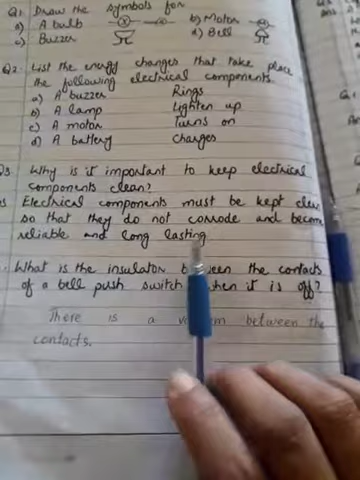 Q1. Draw the symbols for
a) A bulb b) Motor
c) Buzzer d) Bell
Q2. List the energy changes that take place
the following electrical components.
a) A buzzer Rings
b) A lamp Lighten up
c) A motor Turns on
d) A battery Charges
Q3. Why is it important to keep electrical
components clean?
Electrical components must be kept clean
so that they do not corrode and become
reliable and long lasting
What is the insulator between the contacts
of a bell push switch when it is off?
There is a between the
contacts.